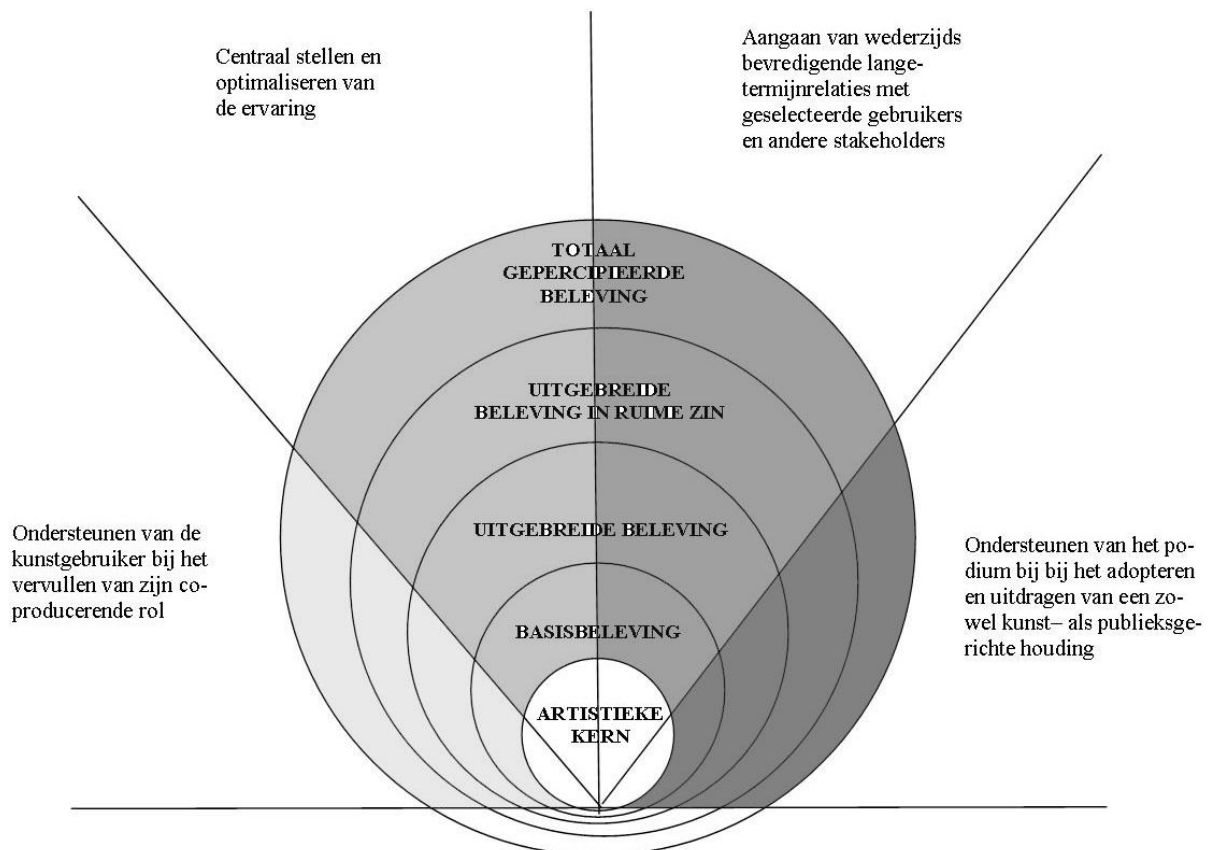 Centraal stellen en
optimaliseren van
de ervaring
Aangaan van wederzijds
bevredigende lange-
termijnrelaties met
geselecteerde gebruikers
en andere stakeholders
TOTAAL
GEPERCIPIEERDE
BELEVING
UITGEBREIDE
BELEVING IN RUIME ZIN
UITGEBREIDE BELEVING
BASISBELEVING
ARTISTIEKE
KERN
Ondersteunen van de
kunstgebruiker bij het
vervullen van zijn co-
producerende rol
Ondersteunen van het po-
dium bij bij het adopteren
en uitdragen van een zo-
wel kunst– als publieksge-
richte houding